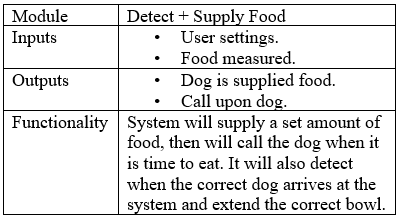 Module Detect + Supply Food
Inputs • User settings.
• Food measured.
Outputs • Dog is supplied food.
• Call upon dog.
Functionality System will supply a set amount of
food, then will call the dog when it
is time to eat. It will also detect
when the correct dog arrives at the
system and extend the correct bowl.